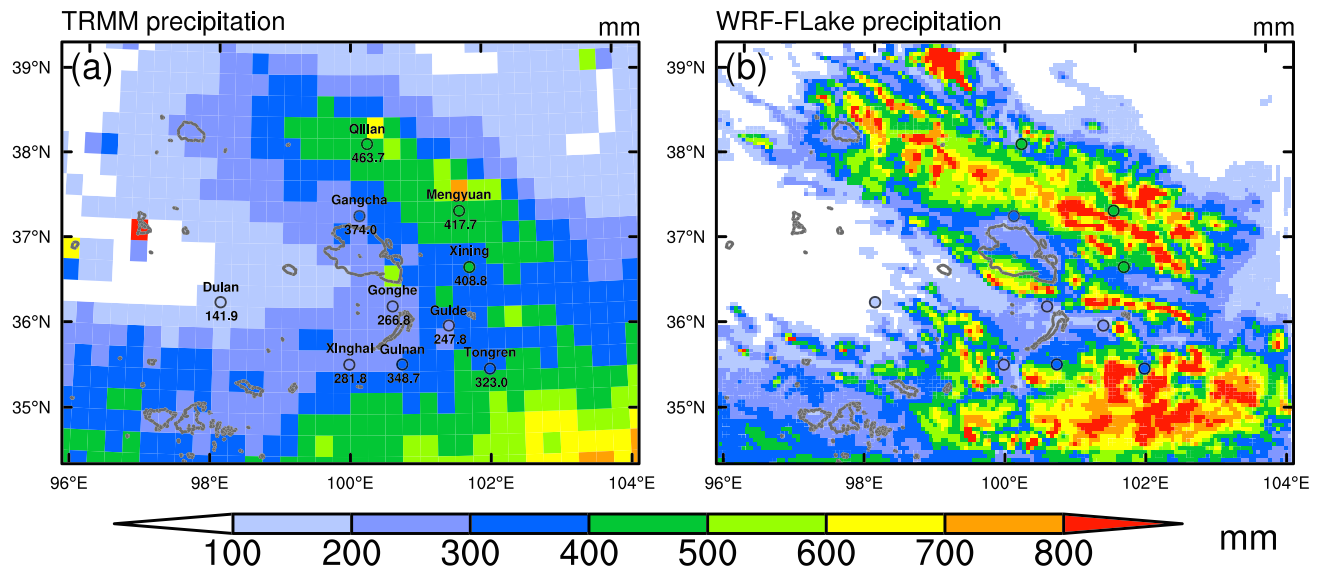 TRMM precipitation mm
WRF-FLake precipitation mm
(a)
(b)
39°N
38°N
37°N
36°N
35°N
QIlIan
463.7
Mengyuan
417.7
Gangcha
374.0
Xining
408.8
Dulan
141.9
Gonghe
266.8
GuIde
247.8
XInghaI
281.8
GuInan
348.7
Tongren
323.0
96°E 98°E 100°E 102°E 104°E
39°N
38°N
37°N
36°N
35°N
96°E 98°E 100°E 102°E 104°E
100 200 300 400 500 600 700 800 mm